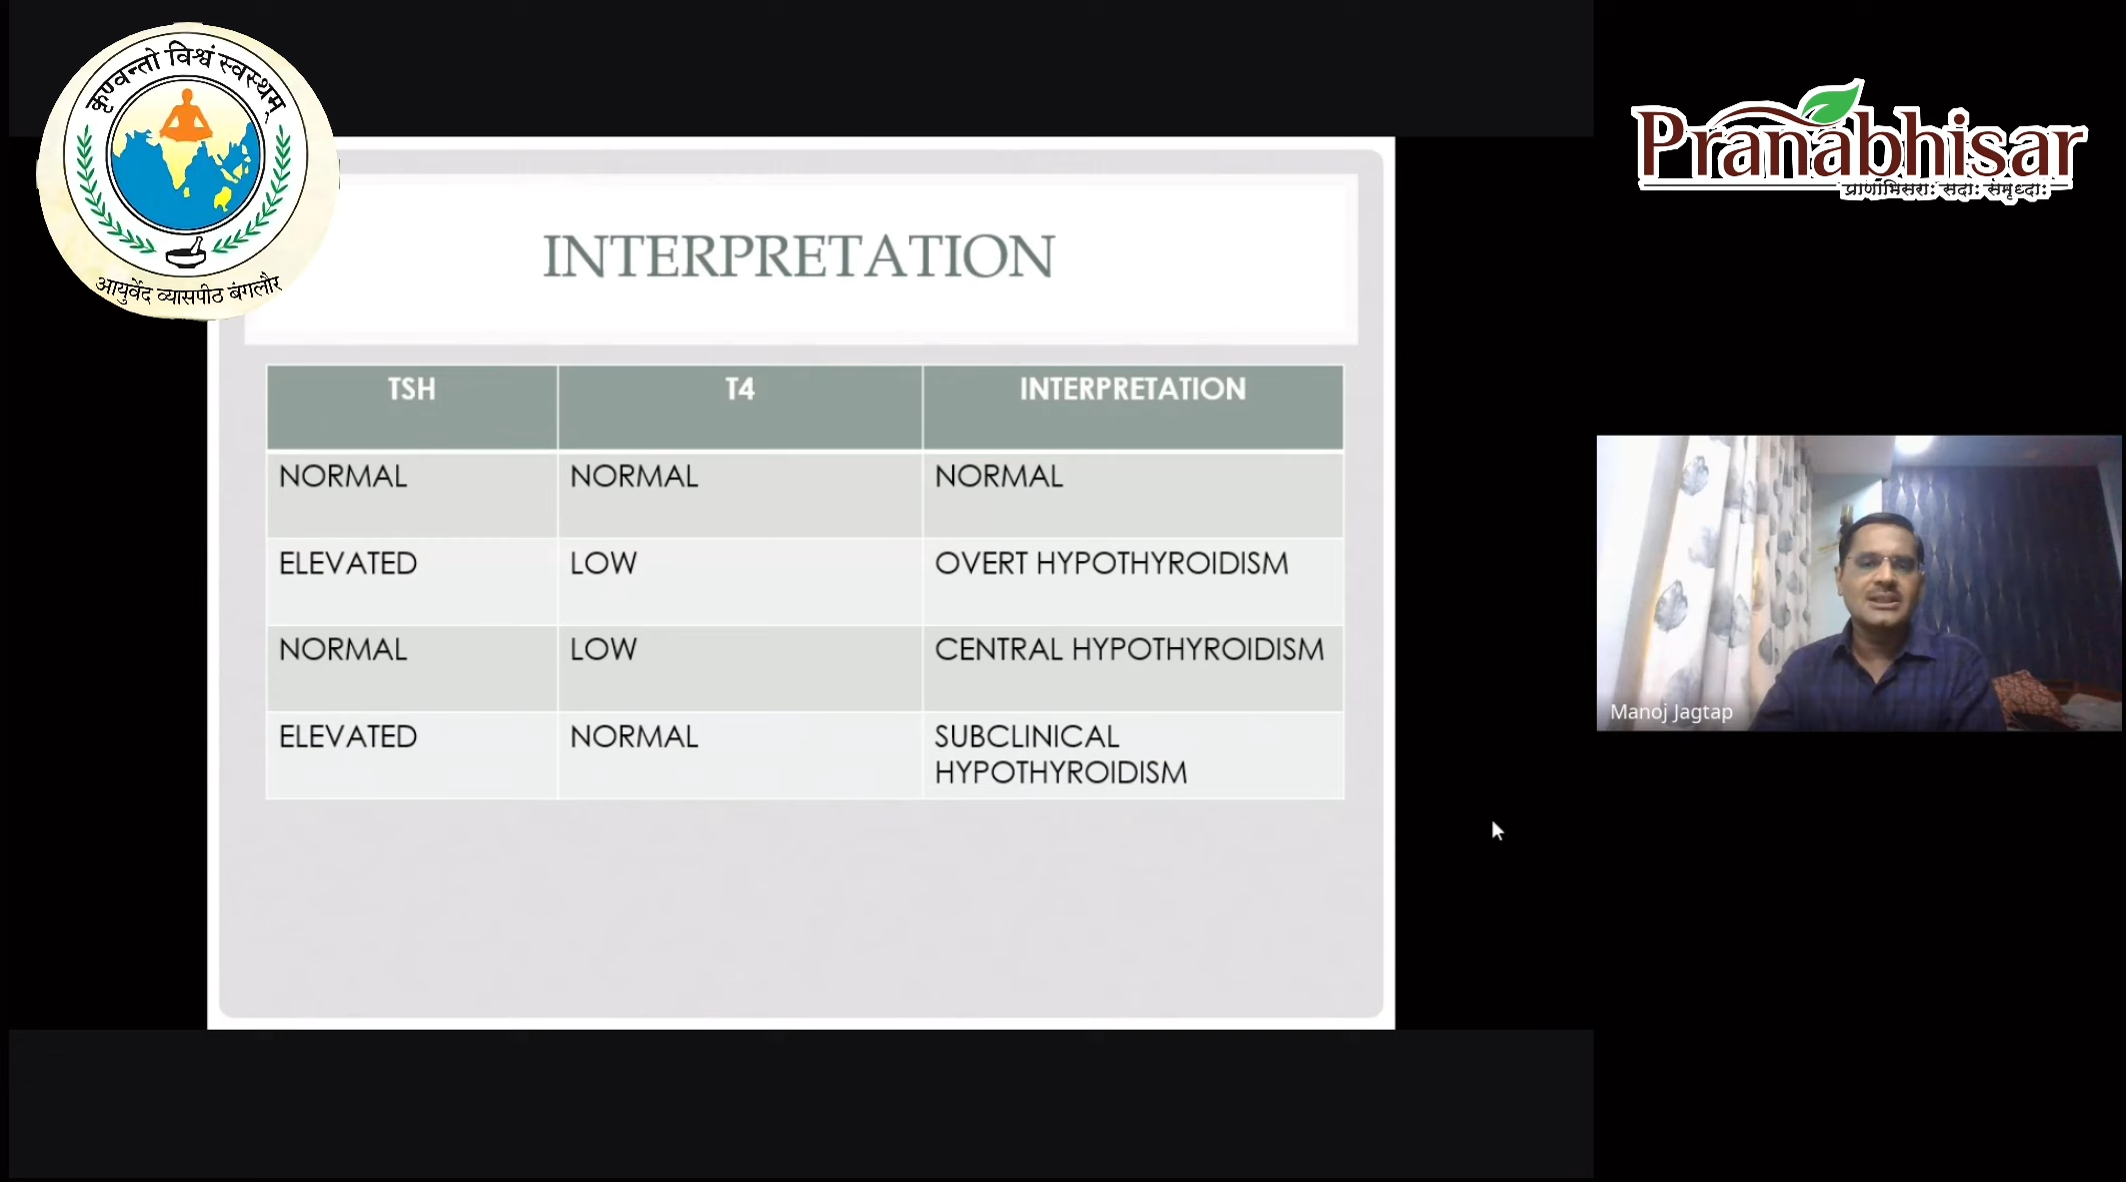 कृण्वन्तो विश्वं स्वस्थम्
आयुर्वेद व्यासपीठ बंगलौर
Pranabhisar
प्राणाभिसराः सदाः संमृध्दाः
INTERPRETATION
TSH T4 INTERPRETATION
NORMAL NORMAL NORMAL
ELEVATED LOW OVERT HYPOTHYROIDISM
NORMAL LOW CENTRAL HYPOTHYROIDISM
ELEVATED NORMAL SUBCLINICAL
HYPOTHYROIDISM
Manoj Jagtap